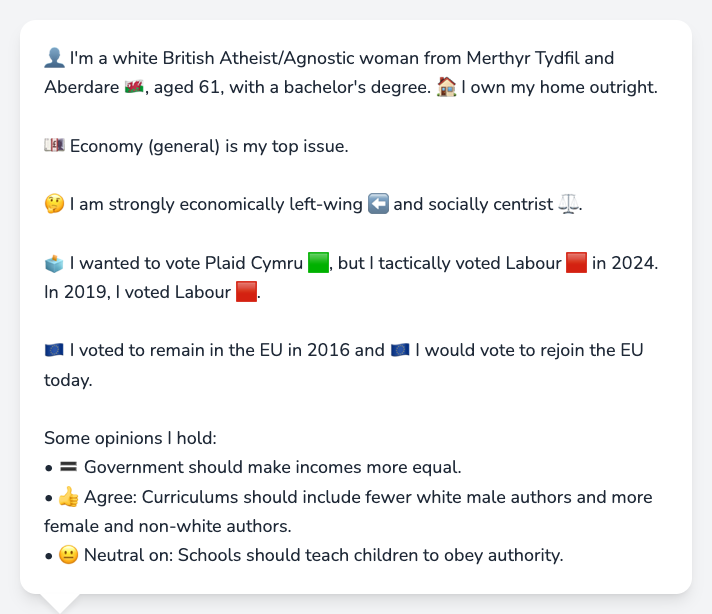 👤 I'm a white British Atheist/Agnostic woman from Merthyr Tydfil and
Aberdare 🏴󠁧󠁢󠁷󠁬󠁳󠁿, aged 61, with a bachelor's degree. 🏠 I own my home outright.
💷 Economy (general) is my top issue.
🤔 I am strongly economically left-wing ⬅️ and socially centrist ⚖️.
🗳️ I wanted to vote Plaid Cymru 🟩, but I tactically voted Labour 🟥 in 2024.
In 2019, I voted Labour 🟥.
🇪🇺 I voted to remain in the EU in 2016 and 🇪🇺 I would vote to rejoin the EU
today.
Some opinions I hold:
• 🟰 Government should make incomes more equal.
• 👍 Agree: Curriculums should include fewer white male authors and more
female and non-white authors.
• 😐 Neutral on: Schools should teach children to obey authority.